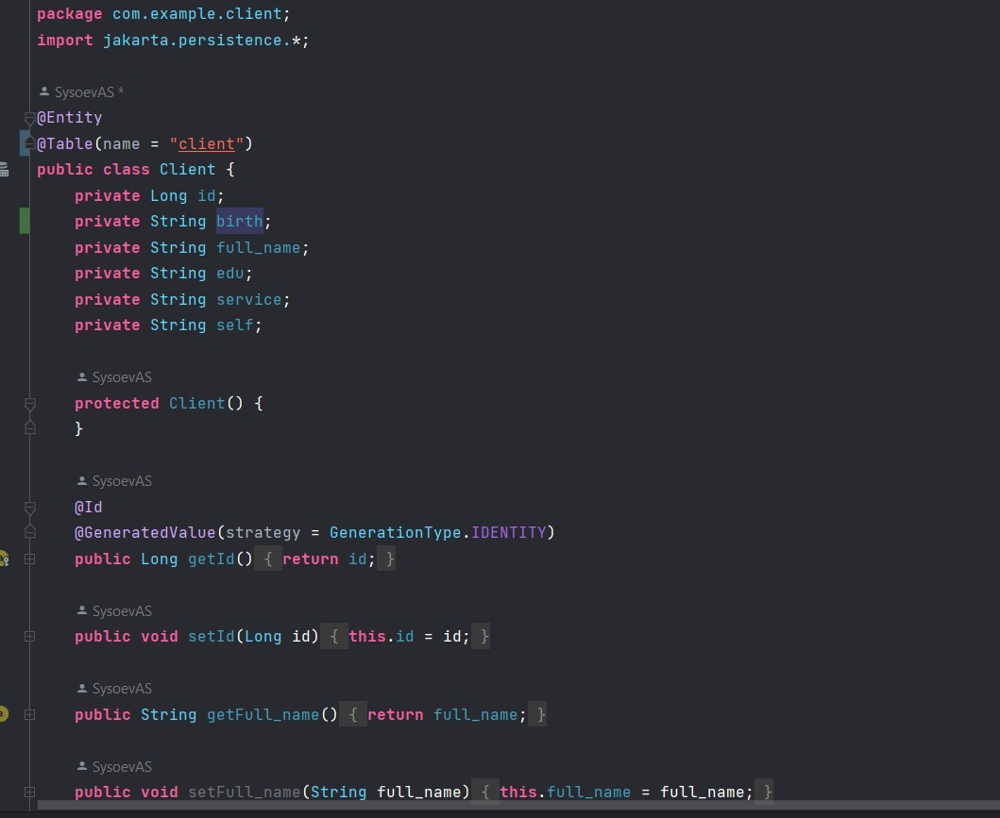 package com.example.client;
import jakarta.persistence.*;
SysoevAS *
@Entity
@Table(name = "client")
public class Client {
    private Long id;
    private String birth;
    private String full_name;
    private String edu;
    private String service;
    private String self;
    SysoevAS
    protected Client() {
    }
    SysoevAS
    @Id
    @GeneratedValue(strategy = GenerationType.IDENTITY)
    public Long getId() { return id; }
    SysoevAS
    public void setId(Long id) { this.id = id; }
    SysoevAS
    public String getFull_name() { return full_name; }
    SysoevAS
    public void setFull_name(String full_name) { this.full_name = full_name; }